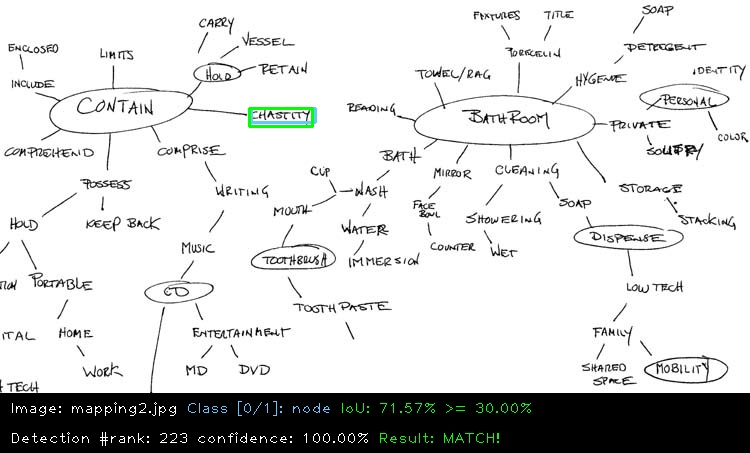 FIXTURES
TITLE
SOAP
CARRY
ENCLOSED
LIMITS
VESSEL
PORCELIN
DETERGENT
HOLD
RETAIN
TOWEL/RAG
HYGENE
IDENTITY
INCLUDE
CONTAIN
CHASTITY
READING
BATHROOM
PERSONAL
PRIVATE
COLOR
COMPREHEND
COMPRISE
BATH
CLEANING
CUP
MIRROR
POSSESS
WRITING
WASH
STORAGE
HOLD
KEEP BACK
MOUTH
FACE
BOWL
SHOWERING
SOAP
STACKING
WATER
DISPENSE
MUSIC
TOOTHBRUSH
IMMERSION
COUNTER
WET
PORTABLE
CD
LOW TECH
TOOTHPASTE
ITAL
HOME
ENTERTAINMENT
FAMILY
WORK
MD
DVD
SHARED
SPACE
MOBILITY
TECH
Image: mapping2.jpg Class [0/1]: node IoU: 71.57% >= 30.00%
Detection #rank: 223 confidence: 100.00% Result: MATCH!